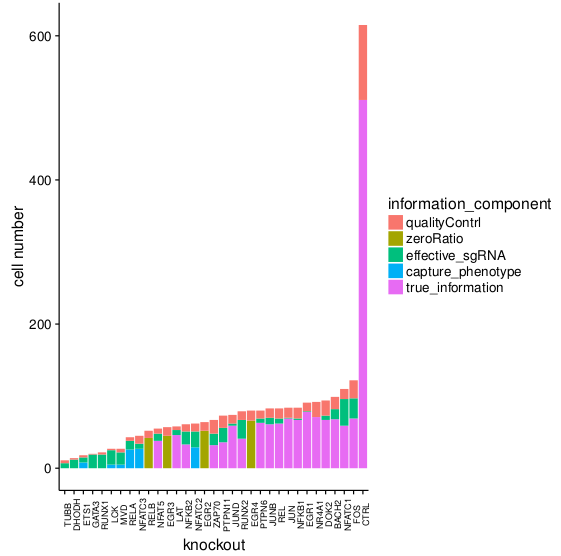 600
400
200
0
cell number
information_component
qualityContrl
zeroRatio
effective_sgRNA
capture_phenotype
true_information
TUBB
DHODH
ETS1
GATA3
RUNX1
LCK
MVD
RELA
NFATC3
RELB
NFAT5
EGR3
LAT
NFKB2
NFATC2
EGR2
ZAP70
PTPN11
JUND
RUNX2
EGR4
PTPN6
JUNB
REL
JUN
NFKB1
EGR1
NR4A1
DOK2
BACH2
NFATC1
FOS
CTRL
knockout